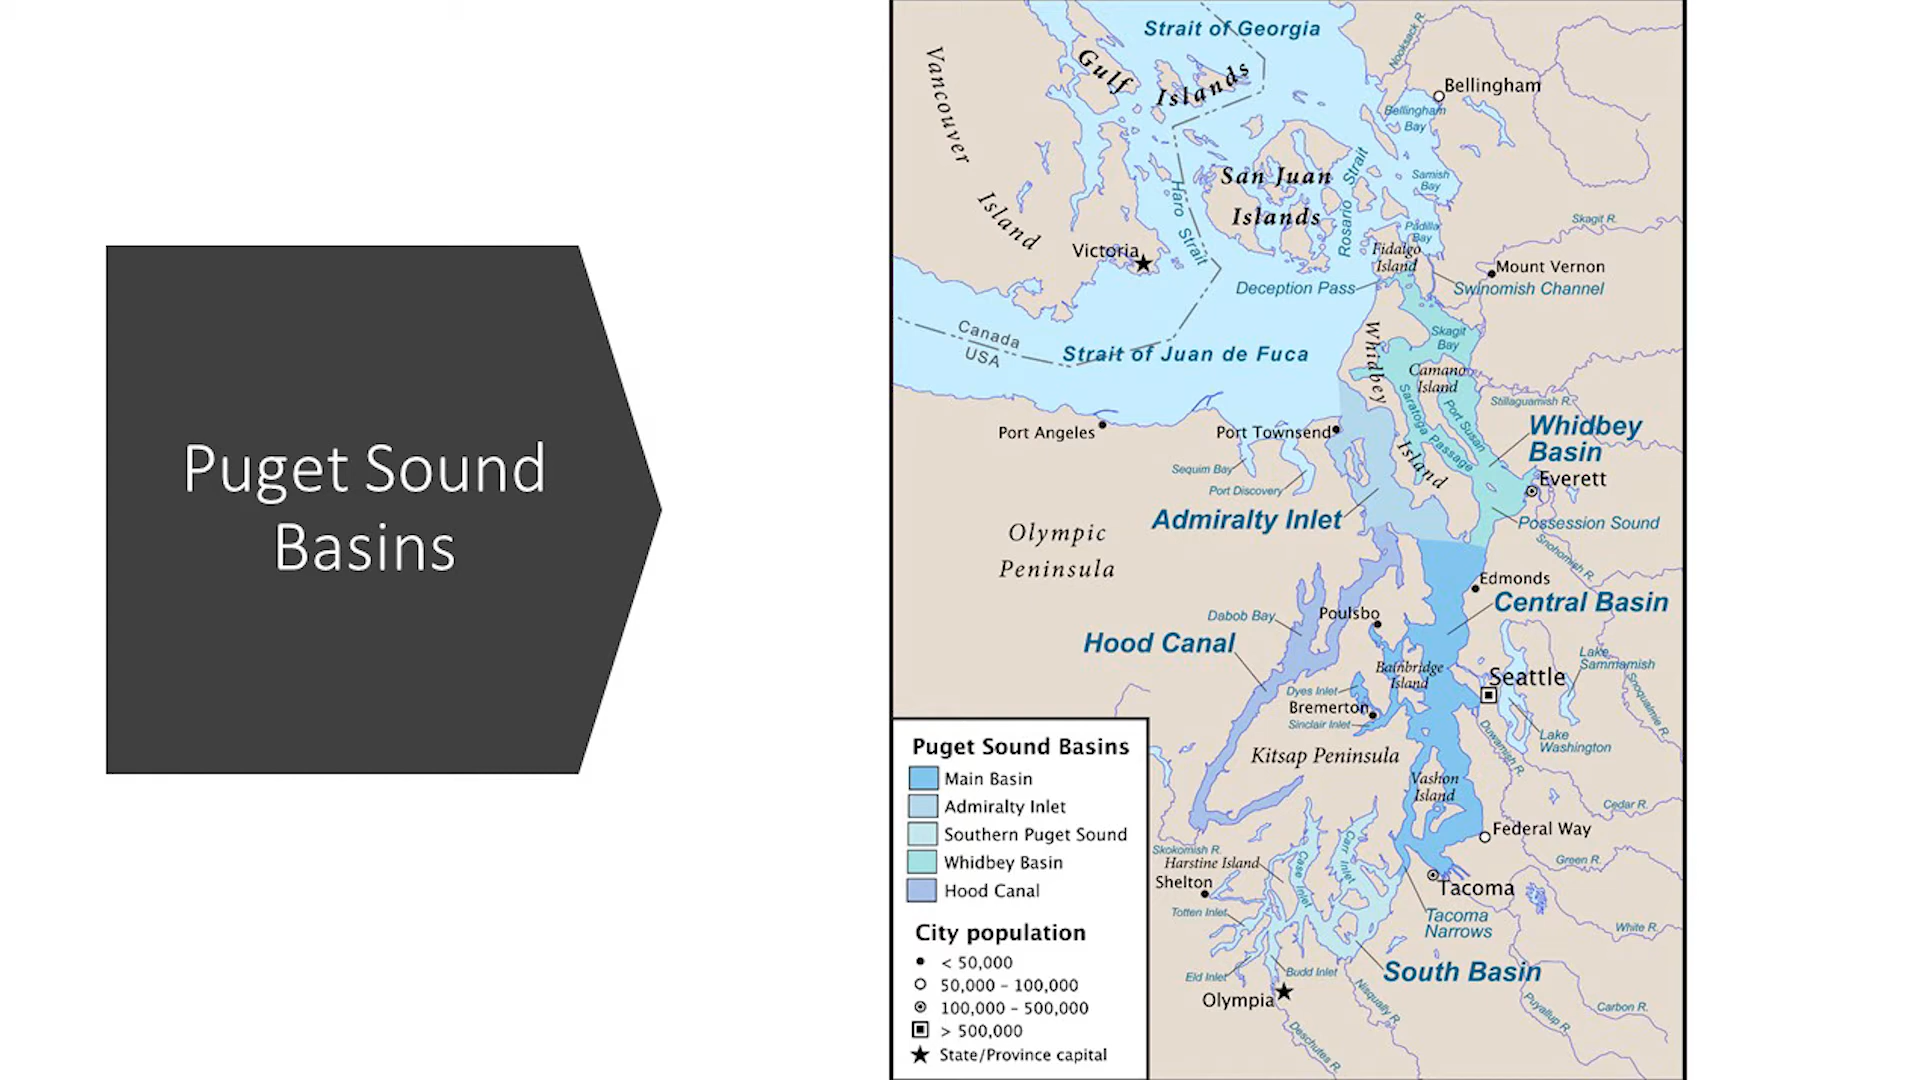 Puget Sound
Basins
Strait of Georgia
Nooksack R.
Vancouver
Island
Gulf
Islands
Bellingham
Bellingham
Bay
San Juan
Islands
Haro Strait
Rosario Strait
Samish
Bay
Padilla
Bay
Skagit R.
Victoria
Fidalgo
Island
Mount Vernon
Deception Pass
Swinomish Channel
Canada
USA
Strait of Juan de Fuca
Whidbey
Island
Skagit
Bay
Camano
Island
Saratoga Passage
Port Susan
Stillaguamish R.
Whidbey
Basin
Port Angeles
Port Townsend
Sequim Bay
Port Discovery
Everett
Admiralty Inlet
Possession Sound
Olympic
Peninsula
Snohomish R.
Edmonds
Central Basin
Dabob Bay
Poulsbo
Hood Canal
Bainbridge
Island
Lake
Sammamish
Seattle
Snoqualmie R.
Dyes Inlet
Bremerton
Sinclair Inlet
Duwamish R.
Lake
Washington
Kitsap Peninsula
Vashon
Island
Cedar R.
Federal Way
Skokomish R.
Harstine Island
Case Inlet
Carr Inlet
Green R.
Shelton
Tacoma
Totten Inlet
Tacoma
Narrows
White R.
Eld Inlet
Budd Inlet
South Basin
Olympia
Nisqually R.
Puyallup R.
Carbon R.
Deschutes R.
Puget Sound Basins
Main Basin
Admiralty Inlet
Southern Puget Sound
Whidbey Basin
Hood Canal
City population
< 50,000
50,000 – 100,000
100,000 – 500,000
> 500,000
State/Province capital